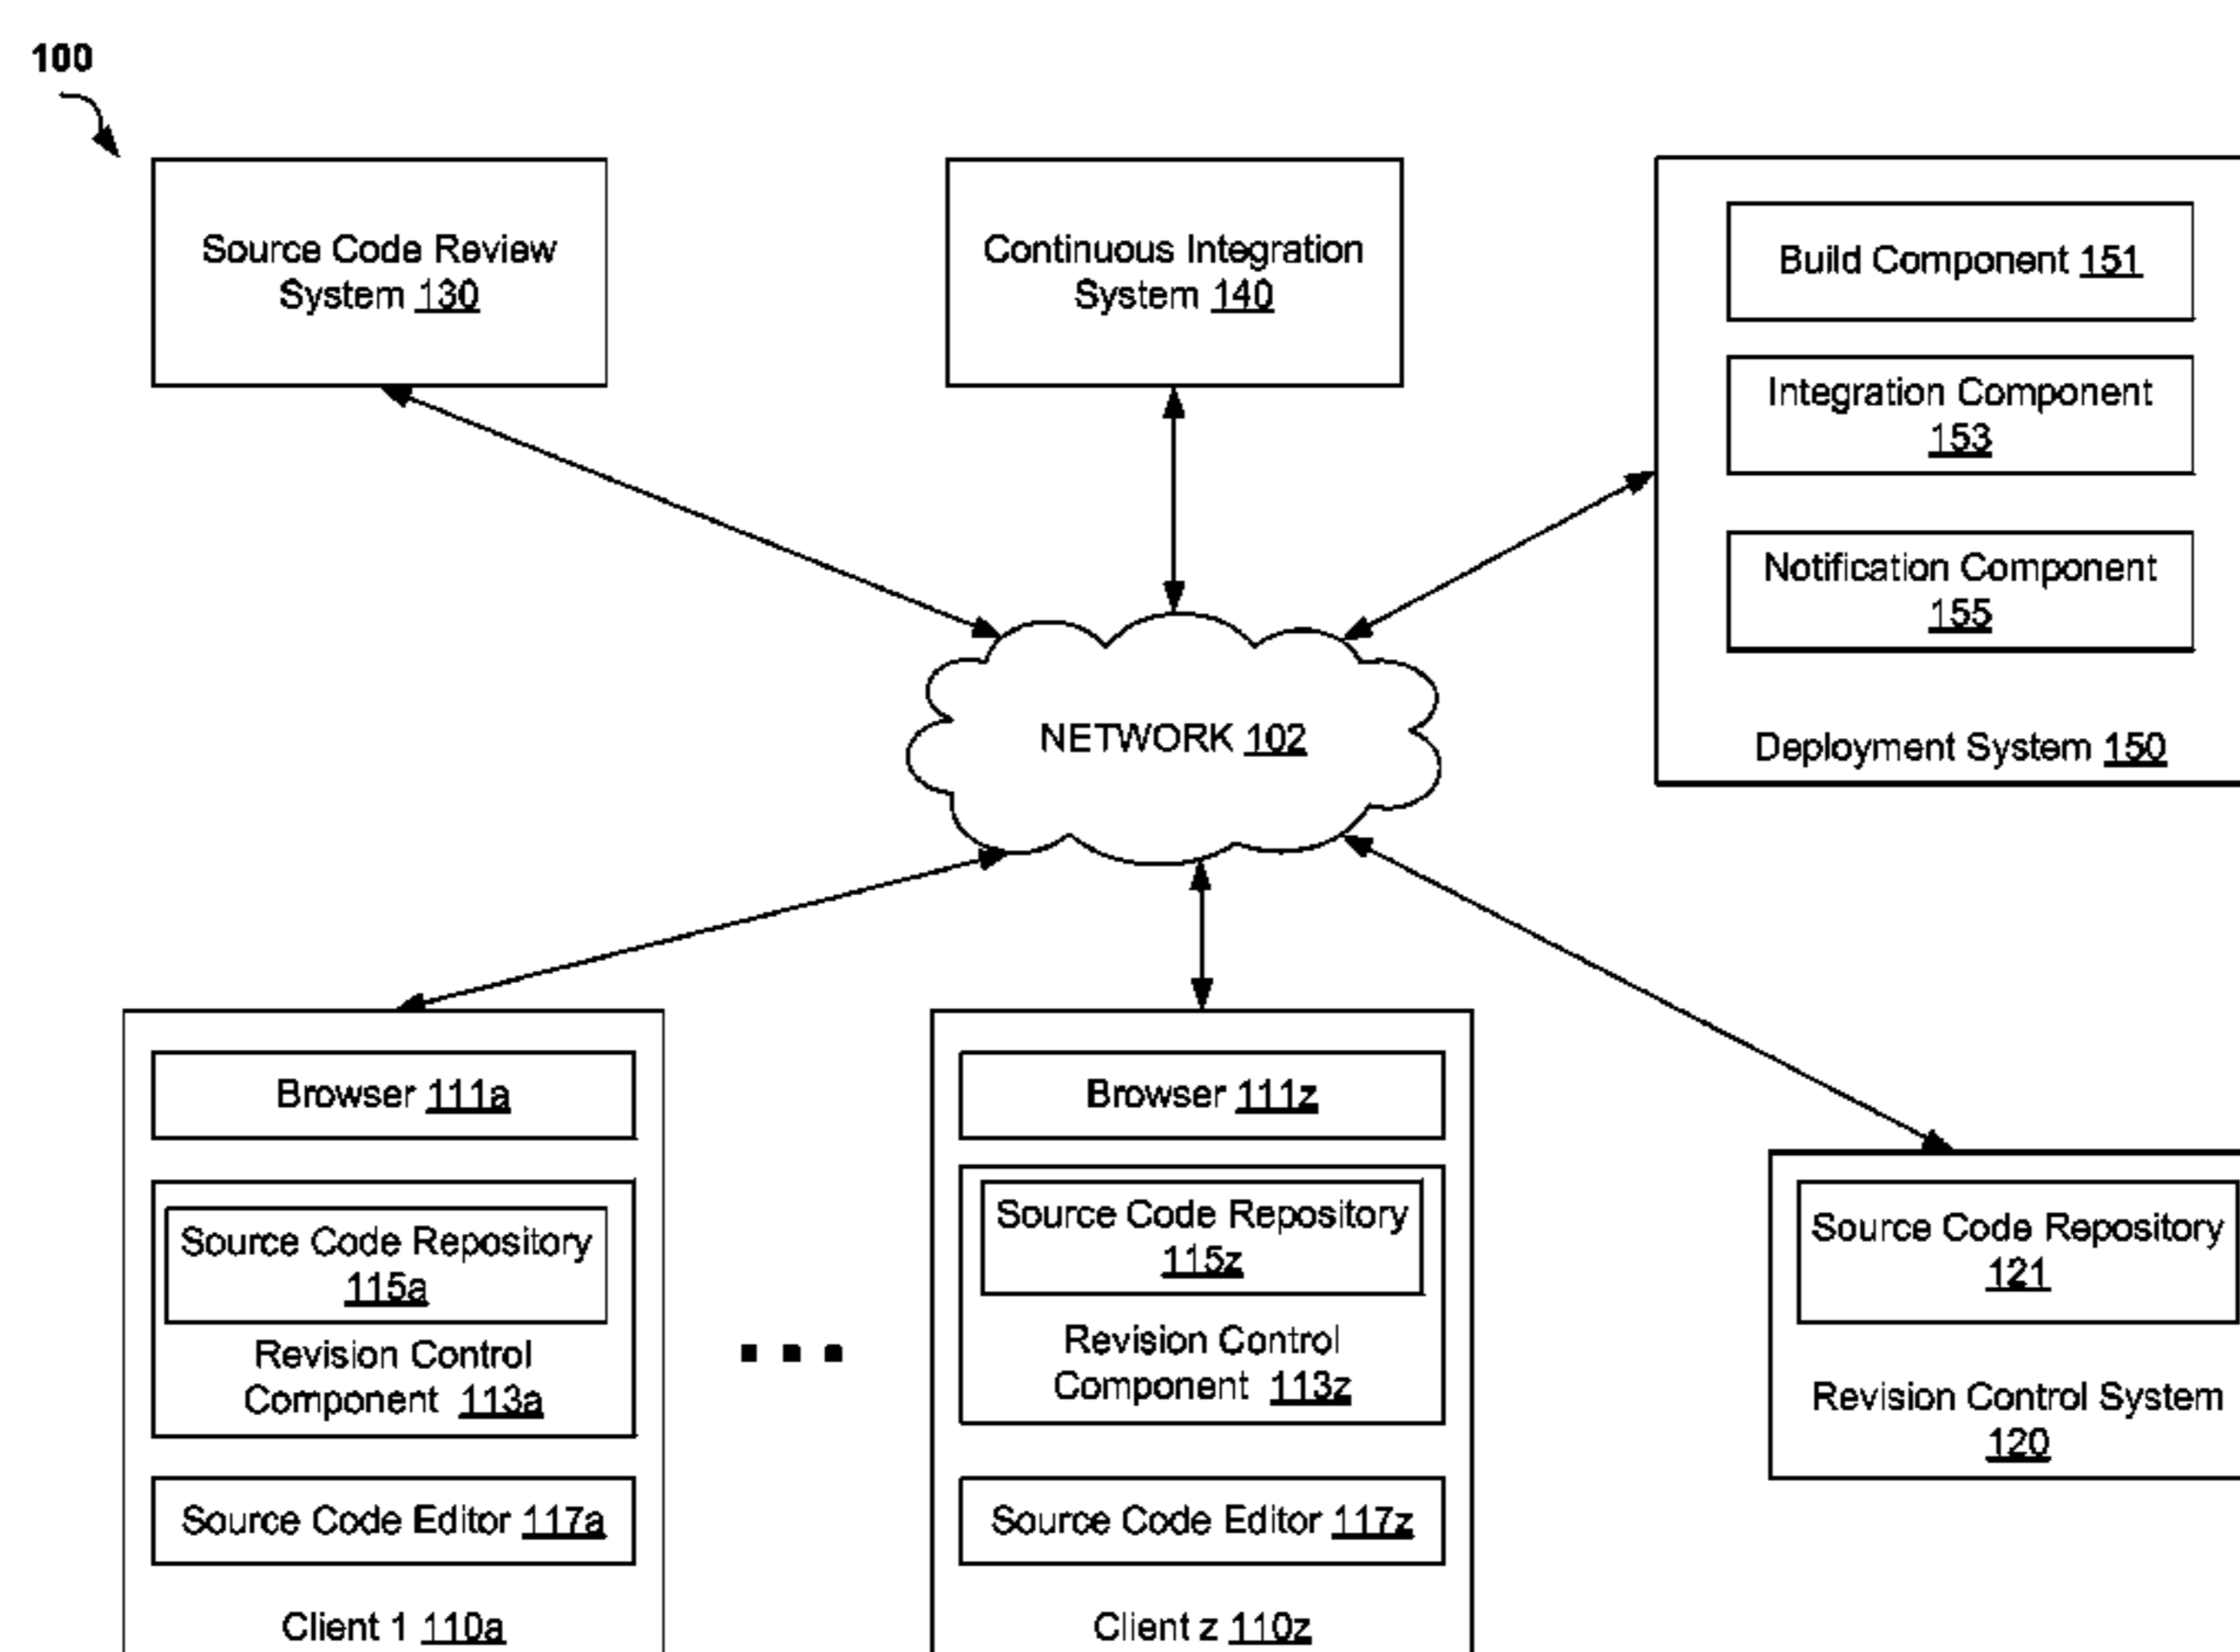 100
Source Code Review
System 130
Continuous Integration
System 140
Build Component 151
Integration Component
153
Notification Component
155
Deployment System 150
NETWORK 102
Browser 111a
Source Code Repository
115a
Revision Control
Component 113a
Source Code Editor 117a
Client 1 110a
Browser 111z
Source Code Repository
115z
Revision Control
Component 113z
Source Code Editor 117z
Client z 110z
Source Code Repository
121
Revision Control System
120